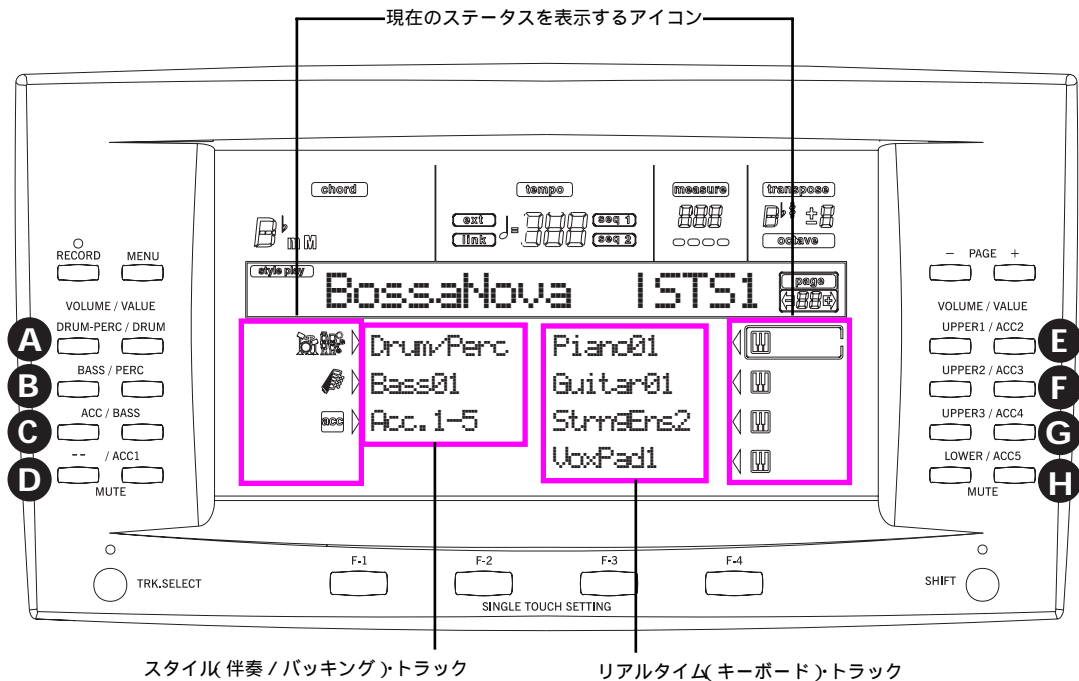 現在のステータスを表示するアイコン
chord
tempo
measure
transpose
B♭mM
ext
link
♩=
seq 1
seq 2
888
B♭♯ ±8
octave
RECORD MENU
style play
BossaNova ISTS1
page
- PAGE +
VOLUME / VALUE
VOLUME / VALUE
A
DRUM-PERC / DRUM
Drum/Perc
Piano01
UPPER1 / ACC2
E
B
BASS / PERC
Bass01
Guitar01
UPPER2 / ACC3
F
C
ACC / BASS
acc
Acc.1-5
StrngEns2
UPPER3 / ACC4
G
D
-- / ACC1
VoxPad1
LOWER / ACC5
H
MUTE
MUTE
TRK.SELECT
F-1
F-2
F-3
F-4
SHIFT
SINGLE TOUCH SETTING
スタイル(伴奏/バッキング)・トラック
リアルタイム(キーボード)・トラック